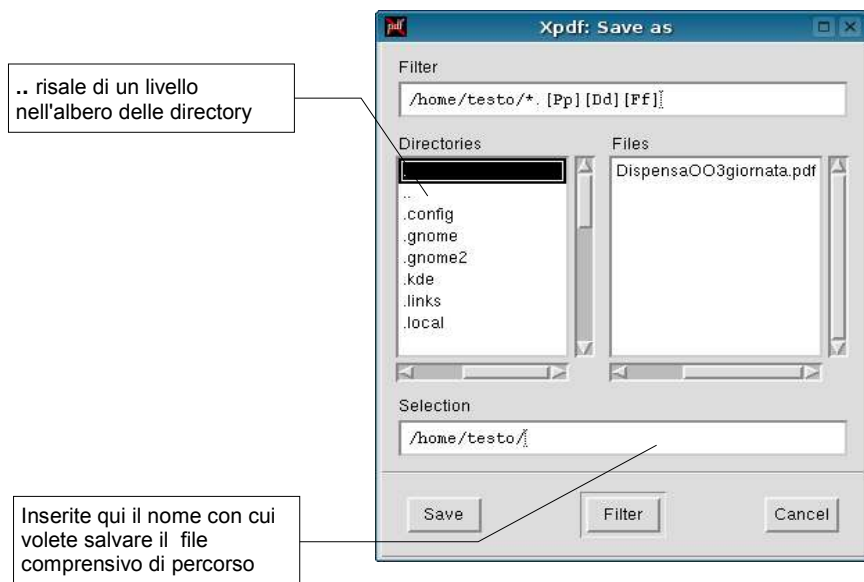 pdf
Xpdf: Save as
.. risale di un livello
nell'albero delle directory
Filter
/home/testo/*.[Pp][Dd][Ff]
Directories
Files
.
..
.config
.gnome
.gnome2
.kde
.links
.local
DispensaOO3giornata.pdf
Selection
/home/testo/
Inserite qui il nome con cui
volete salvare il file
comprensivo di percorso
Save
Filter
Cancel